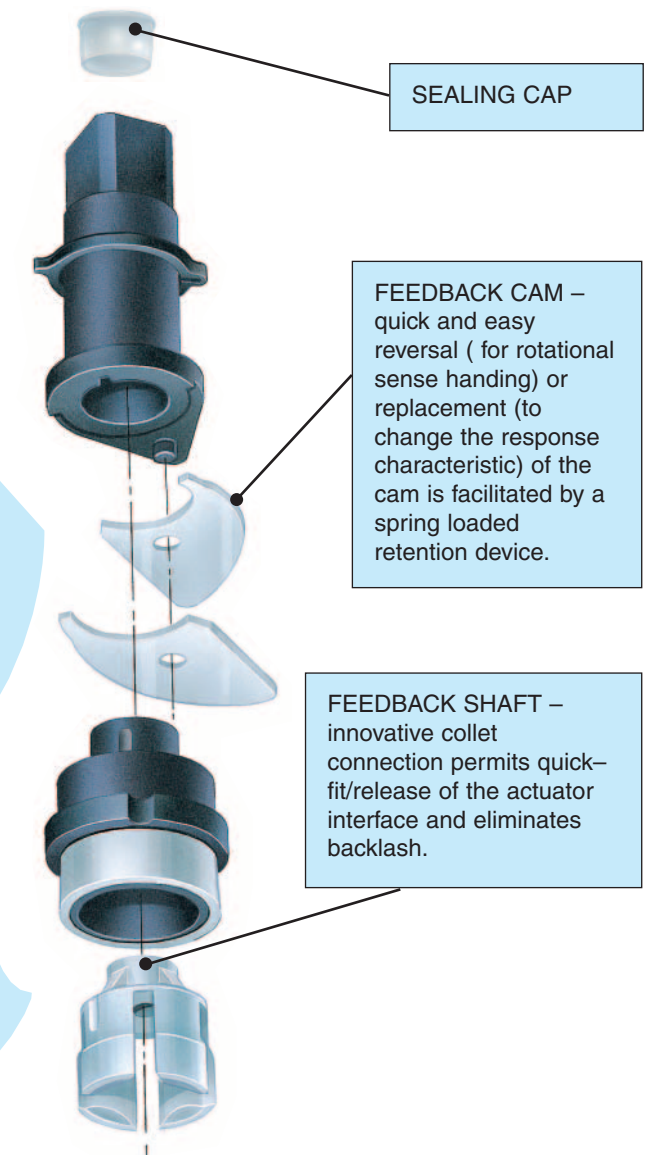 SEALING CAP
FEEDBACK CAM –
quick and easy
reversal ( for rotational
sense handing) or
replacement (to
change the response
characteristic) of the
cam is facilitated by a
spring loaded
retention device.
FEEDBACK SHAFT –
innovative collet
connection permits quick–
fit/release of the actuator
interface and eliminates
backlash.